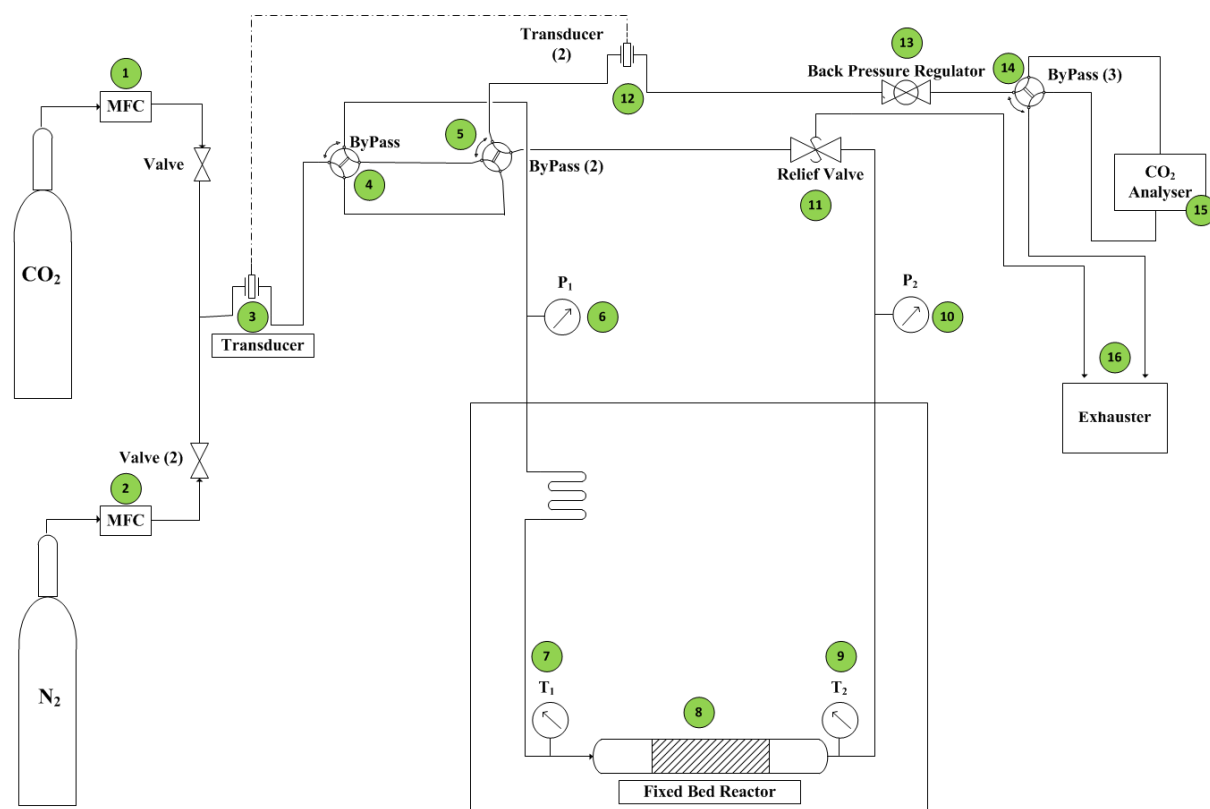 1
MFC
Valve
CO₂
Transducer
(2)
12
13
Back Pressure Regulator
14
ByPass (3)
5
ByPass
4
ByPass (2)
Relief Valve
11
CO₂
Analyser
15
3
Transducer
P₁
6
P₂
10
16
Exhauster
Valve (2)
2
MFC
N₂
7
T₁
9
T₂
8
Fixed Bed Reactor